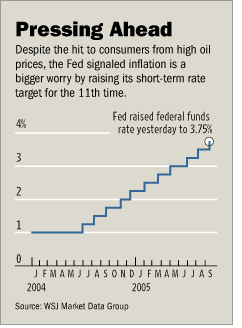 Pressing Ahead
Despite the hit to consumers from high oil
prices, the Fed signaled inflation is a
bigger worry by raising its short-term rate
target for the 11th time.
Fed raised federal funds
rate yesterday to 3.75%
4%
3
2
1
0
J F M A M J J A S O N D J F M A M J J A S
2004 2005
Source: WSJ Market Data Group